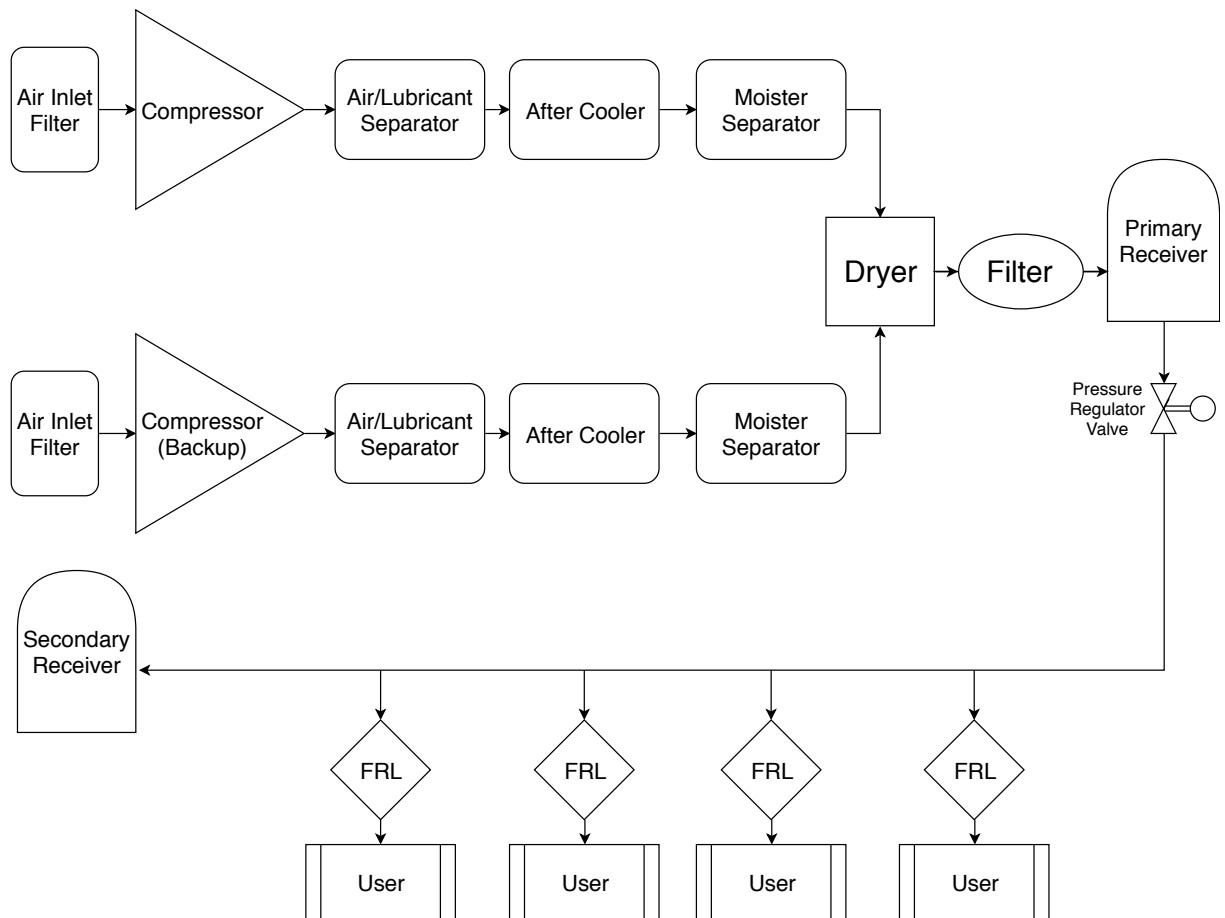 Air Inlet
Filter
Compressor
Air/Lubricant
Separator
After Cooler
Moister
Separator
Dryer
Filter
Primary
Receiver
Air Inlet
Filter
Compressor
(Backup)
Air/Lubricant
Separator
After Cooler
Moister
Separator
Pressure
Regulator
Valve
Secondary
Receiver
FRL
FRL
FRL
FRL
User
User
User
User